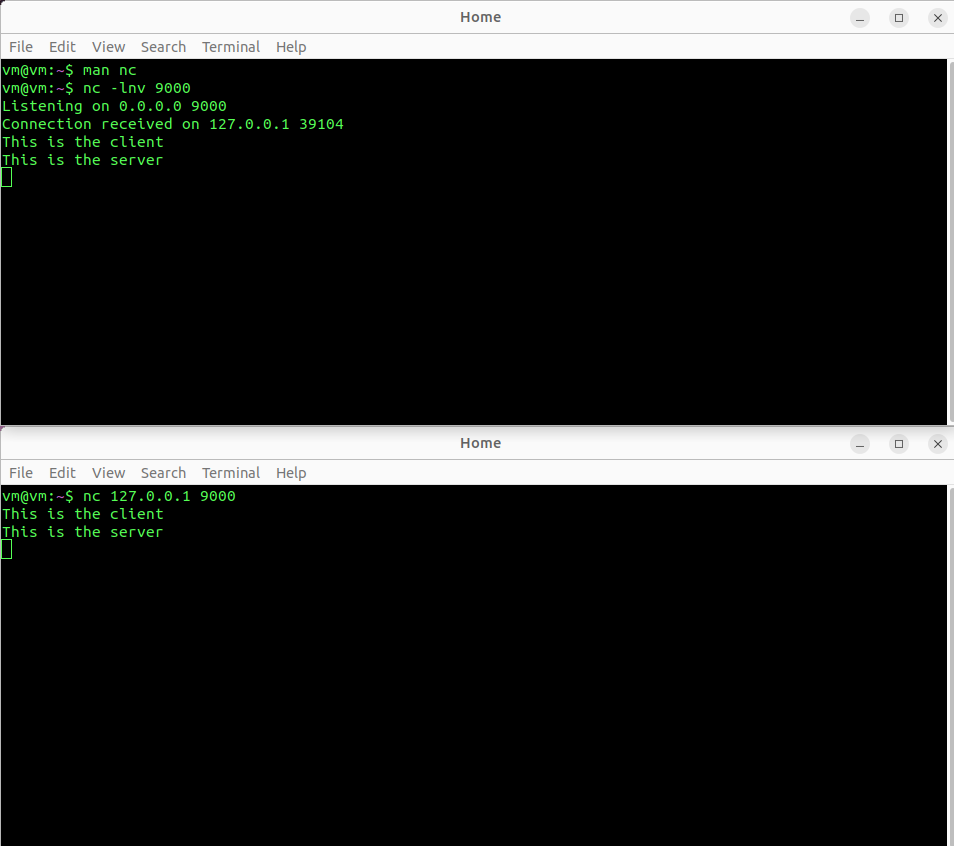 Home
File Edit View Search Terminal Help
vm@vm:~$ man nc
vm@vm:~$ nc -lnv 9000
Listening on 0.0.0.0 9000
Connection received on 127.0.0.1 39104
This is the client
This is the server
Home
File Edit View Search Terminal Help
vm@vm:~$ nc 127.0.0.1 9000
This is the client
This is the server